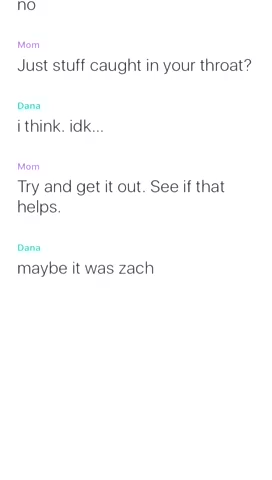 no
Mom
Just stuff caught in your throat?
Dana
i think. idk...
Mom
Try and get it out. See if that
helps.
Dana
maybe it was zach